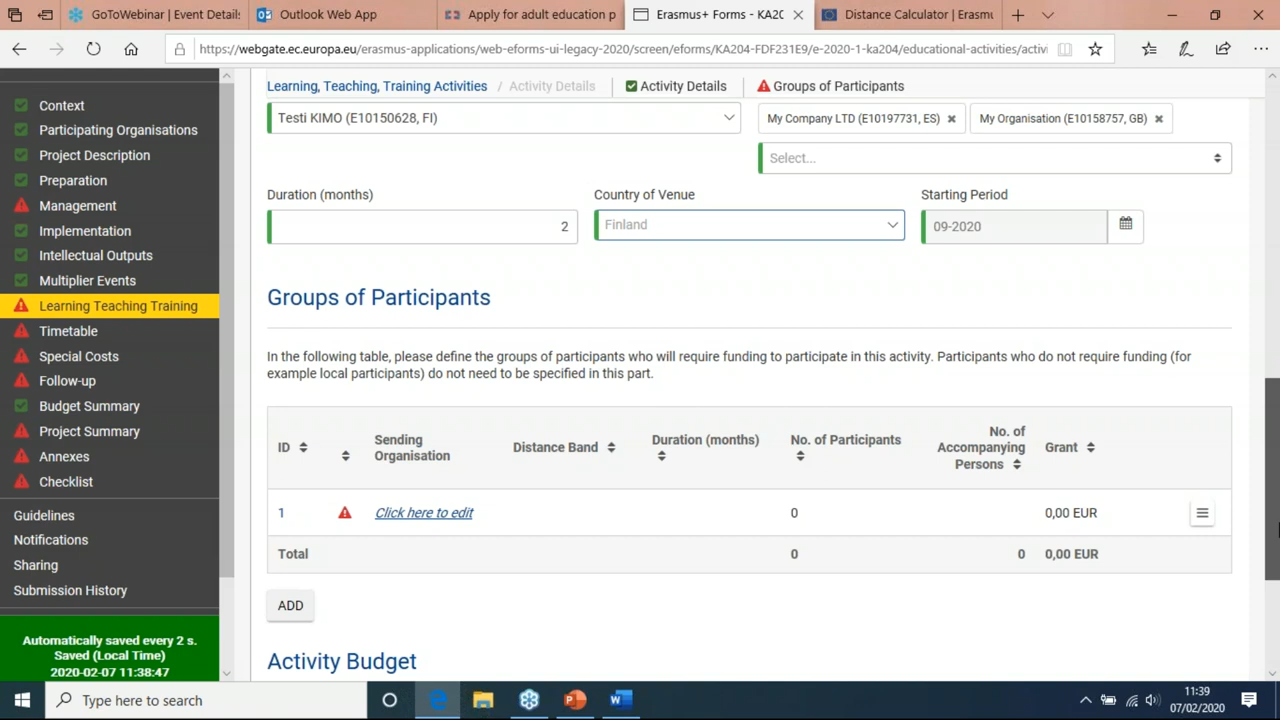 GoToWebinar | Event Details
Outlook Web App
Apply for adult education p
Erasmus+ Forms - KA20
Distance Calculator | Erasmu
https://webgate.ec.europa.eu/erasmus-applications/web-eforms-ui-legacy-2020/screen/eforms/KA204-FDF231E9/e-2020-1-ka204/educational-activities/activi
Context
Participating Organisations
Project Description
Preparation
Management
Implementation
Intellectual Outputs
Multiplier Events
Learning Teaching Training
Timetable
Special Costs
Follow-up
Budget Summary
Project Summary
Annexes
Checklist
Guidelines
Notifications
Sharing
Submission History
Automatically saved every 2 s.
Saved (Local Time)
2020-02-07 11:38:47
Learning, Teaching, Training Activities / Activity Details
Activity Details
Groups of Participants
Testi KIMO (E10150628, FI)
My Company LTD (E10197731, ES)
My Organisation (E10158757, GB)
Select...
Duration (months)
Country of Venue
Starting Period
2
Finland
09-2020
Groups of Participants
In the following table, please define the groups of participants who will require funding to participate in this activity. Participants who do not require funding (for
example local participants) do not need to be specified in this part.
ID
Sending
Organisation
Distance Band
Duration (months)
No. of Participants
No. of
Accompanying
Persons
Grant
1
Click here to edit
0
0,00 EUR
Total
0
0
0,00 EUR
ADD
Activity Budget
Type here to search
11:39
07/02/2020